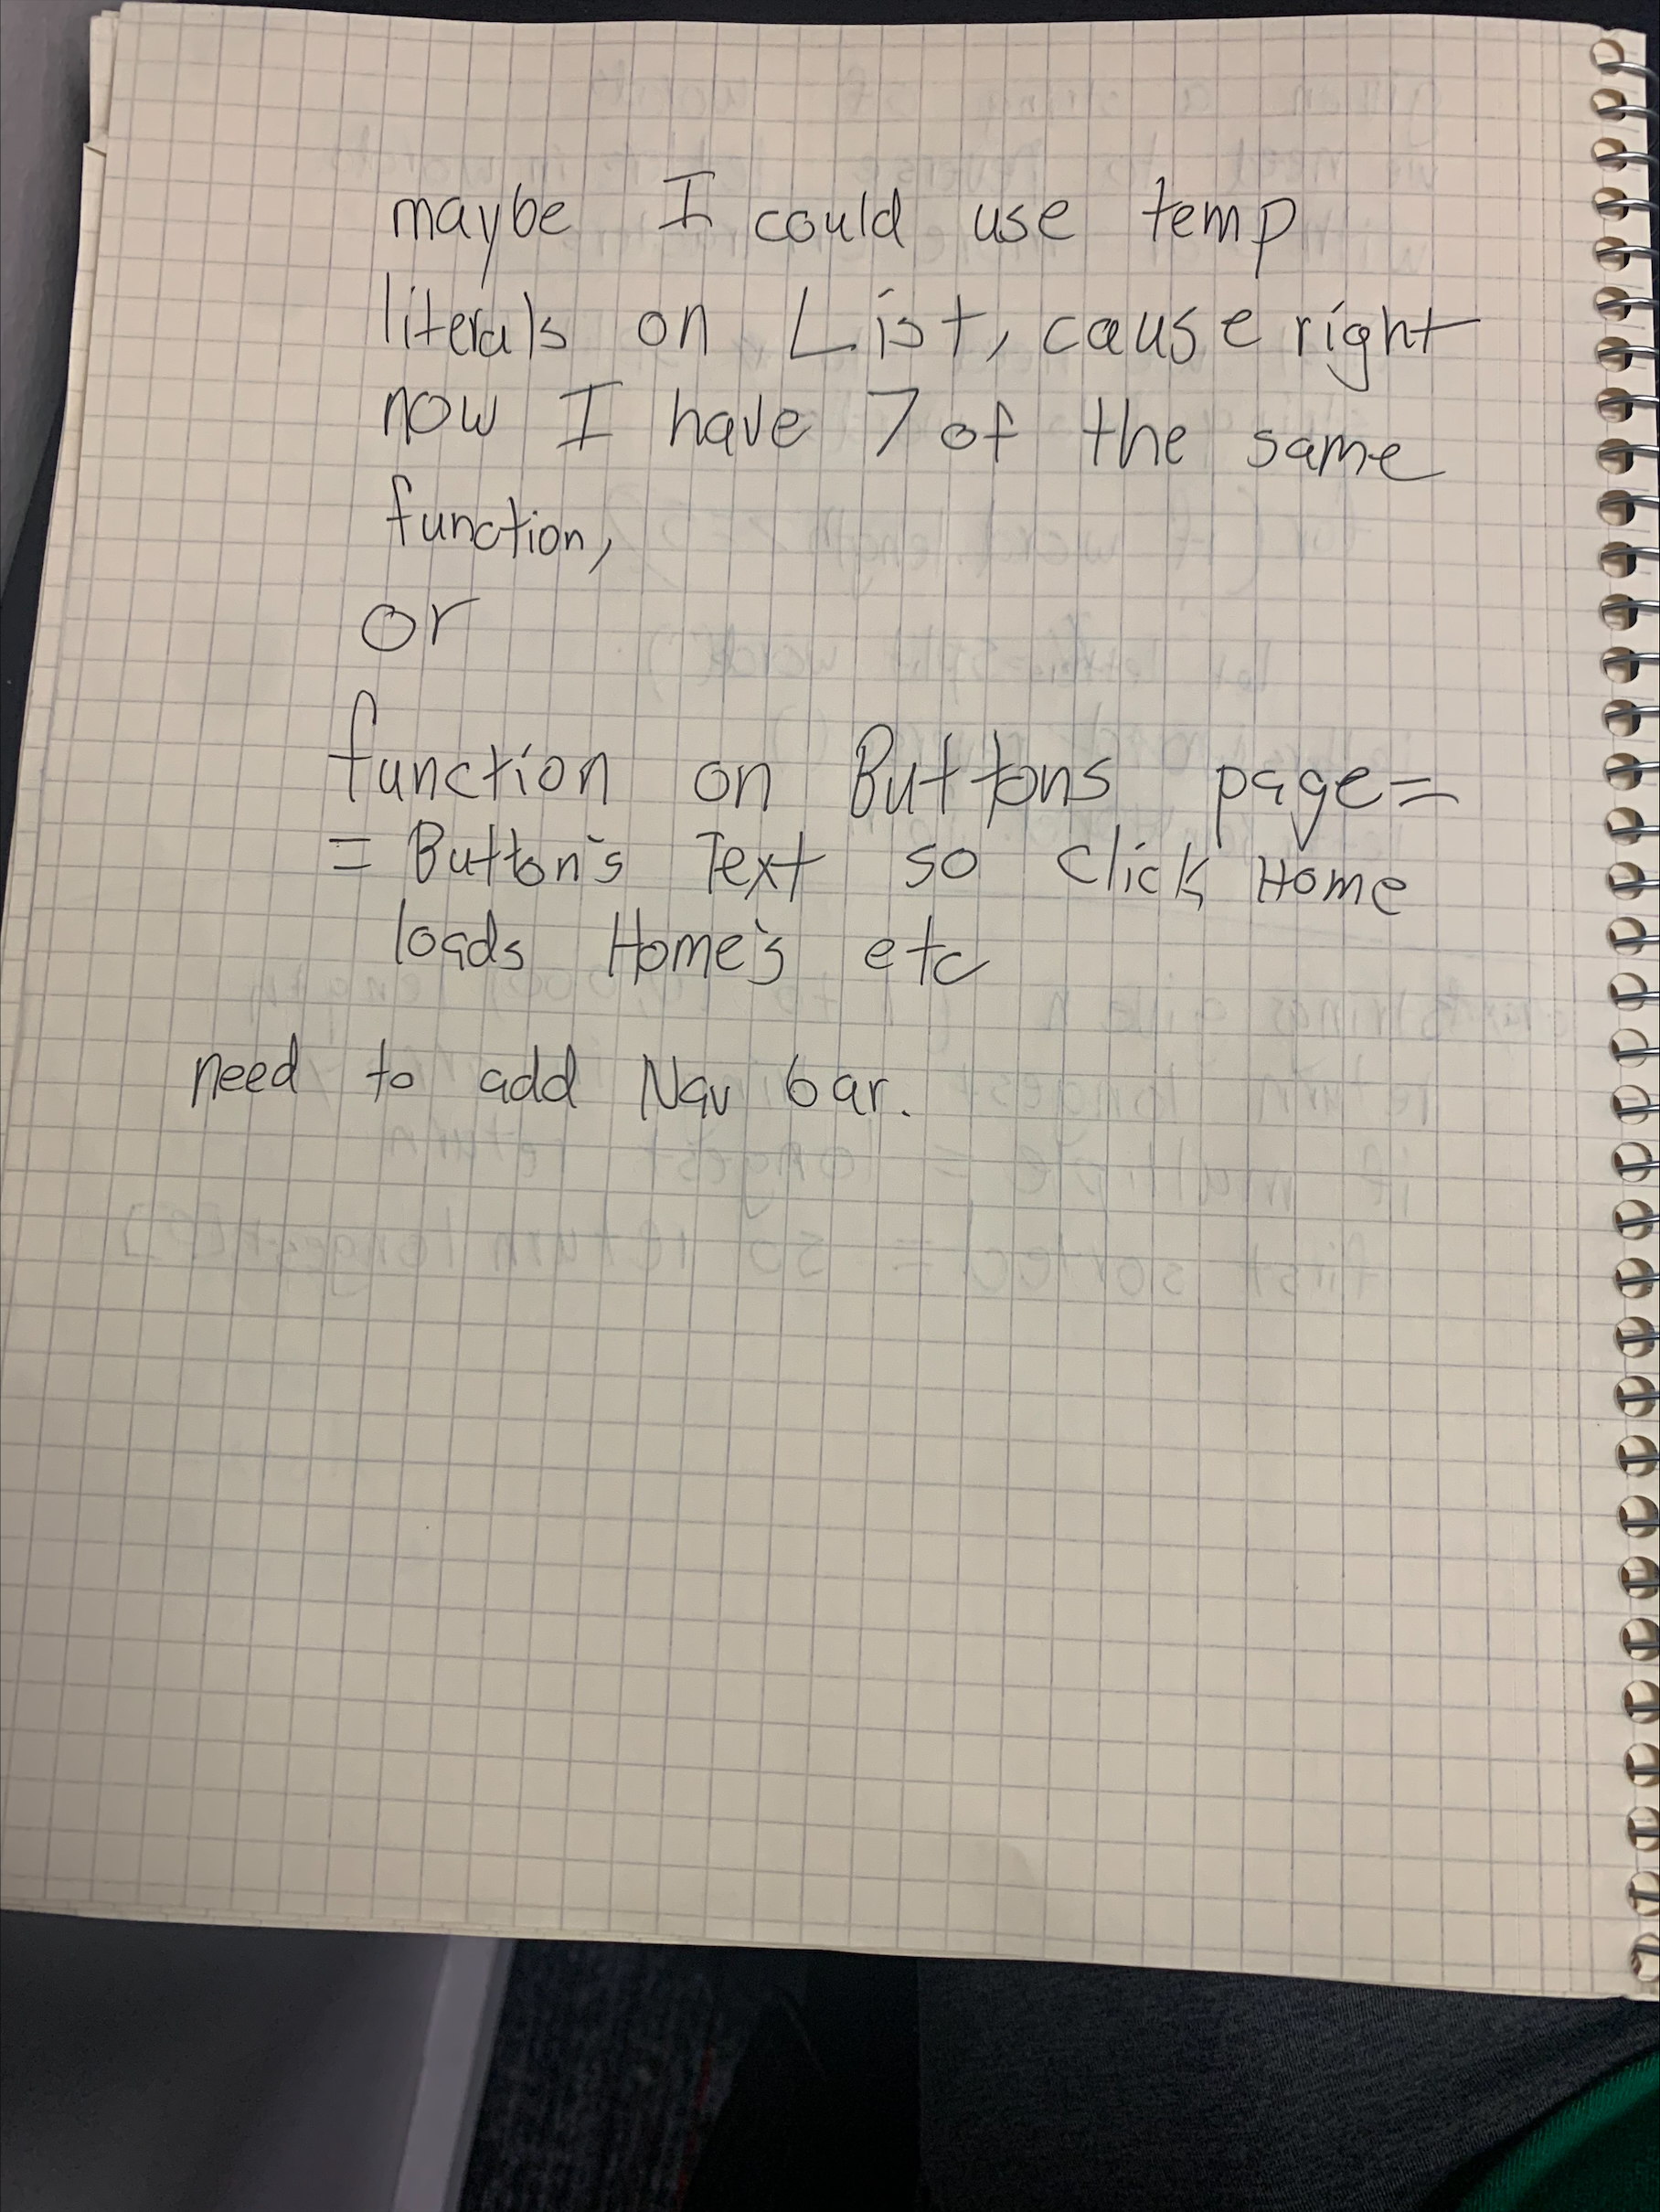 maybe I could use temp
literals on List, cause right
now I have 7 of the same
function,
or
function on Buttons page=
= Button's Text so click Home
loads Home's etc
need to add Nav bar.